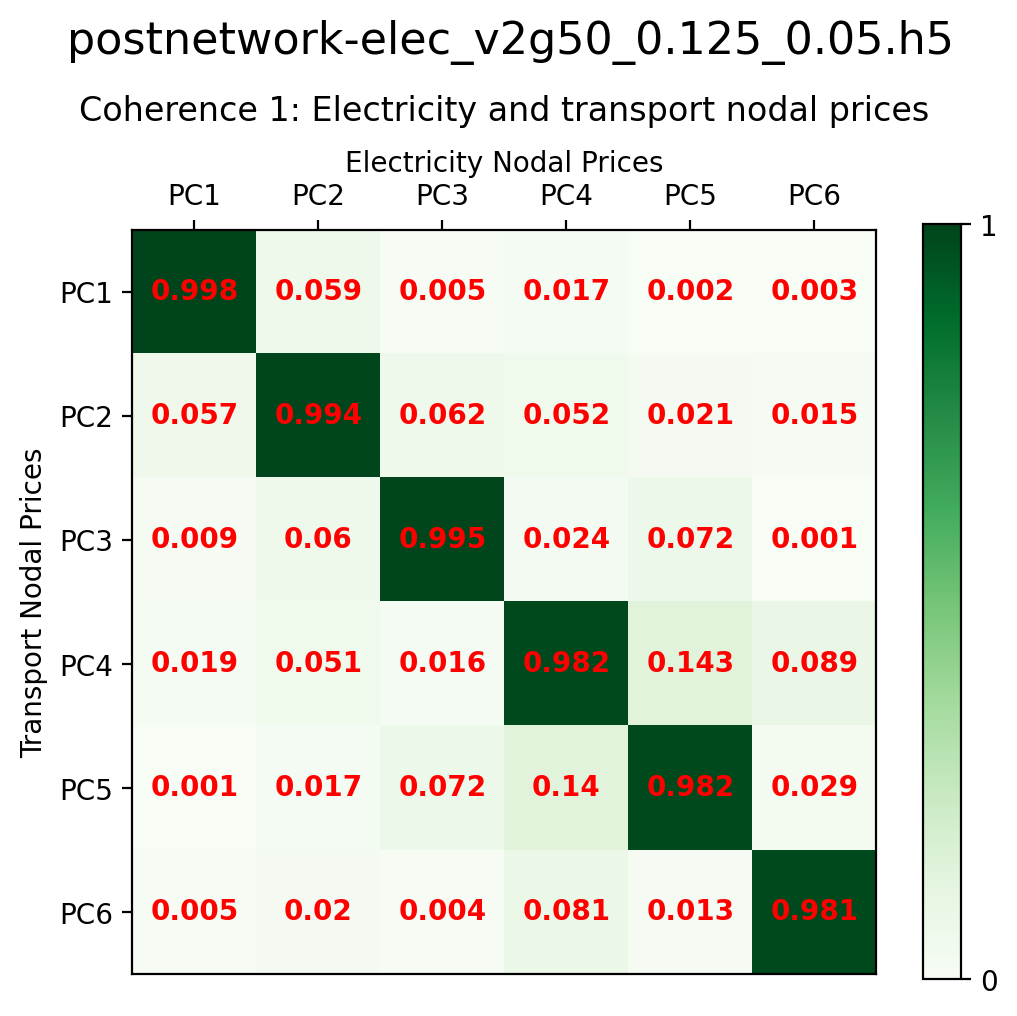 postnetwork-elec_v2g50_0.125_0.05.h5
Coherence 1: Electricity and transport nodal prices
Electricity Nodal Prices
PC1 PC2 PC3 PC4 PC5 PC6
1
Transport Nodal Prices
PC1 0.998 0.059 0.005 0.017 0.002 0.003
PC2 0.057 0.994 0.062 0.052 0.021 0.015
PC3 0.009 0.06 0.995 0.024 0.072 0.001
PC4 0.019 0.051 0.016 0.982 0.143 0.089
PC5 0.001 0.017 0.072 0.14 0.982 0.029
PC6 0.005 0.02 0.004 0.081 0.013 0.981
0